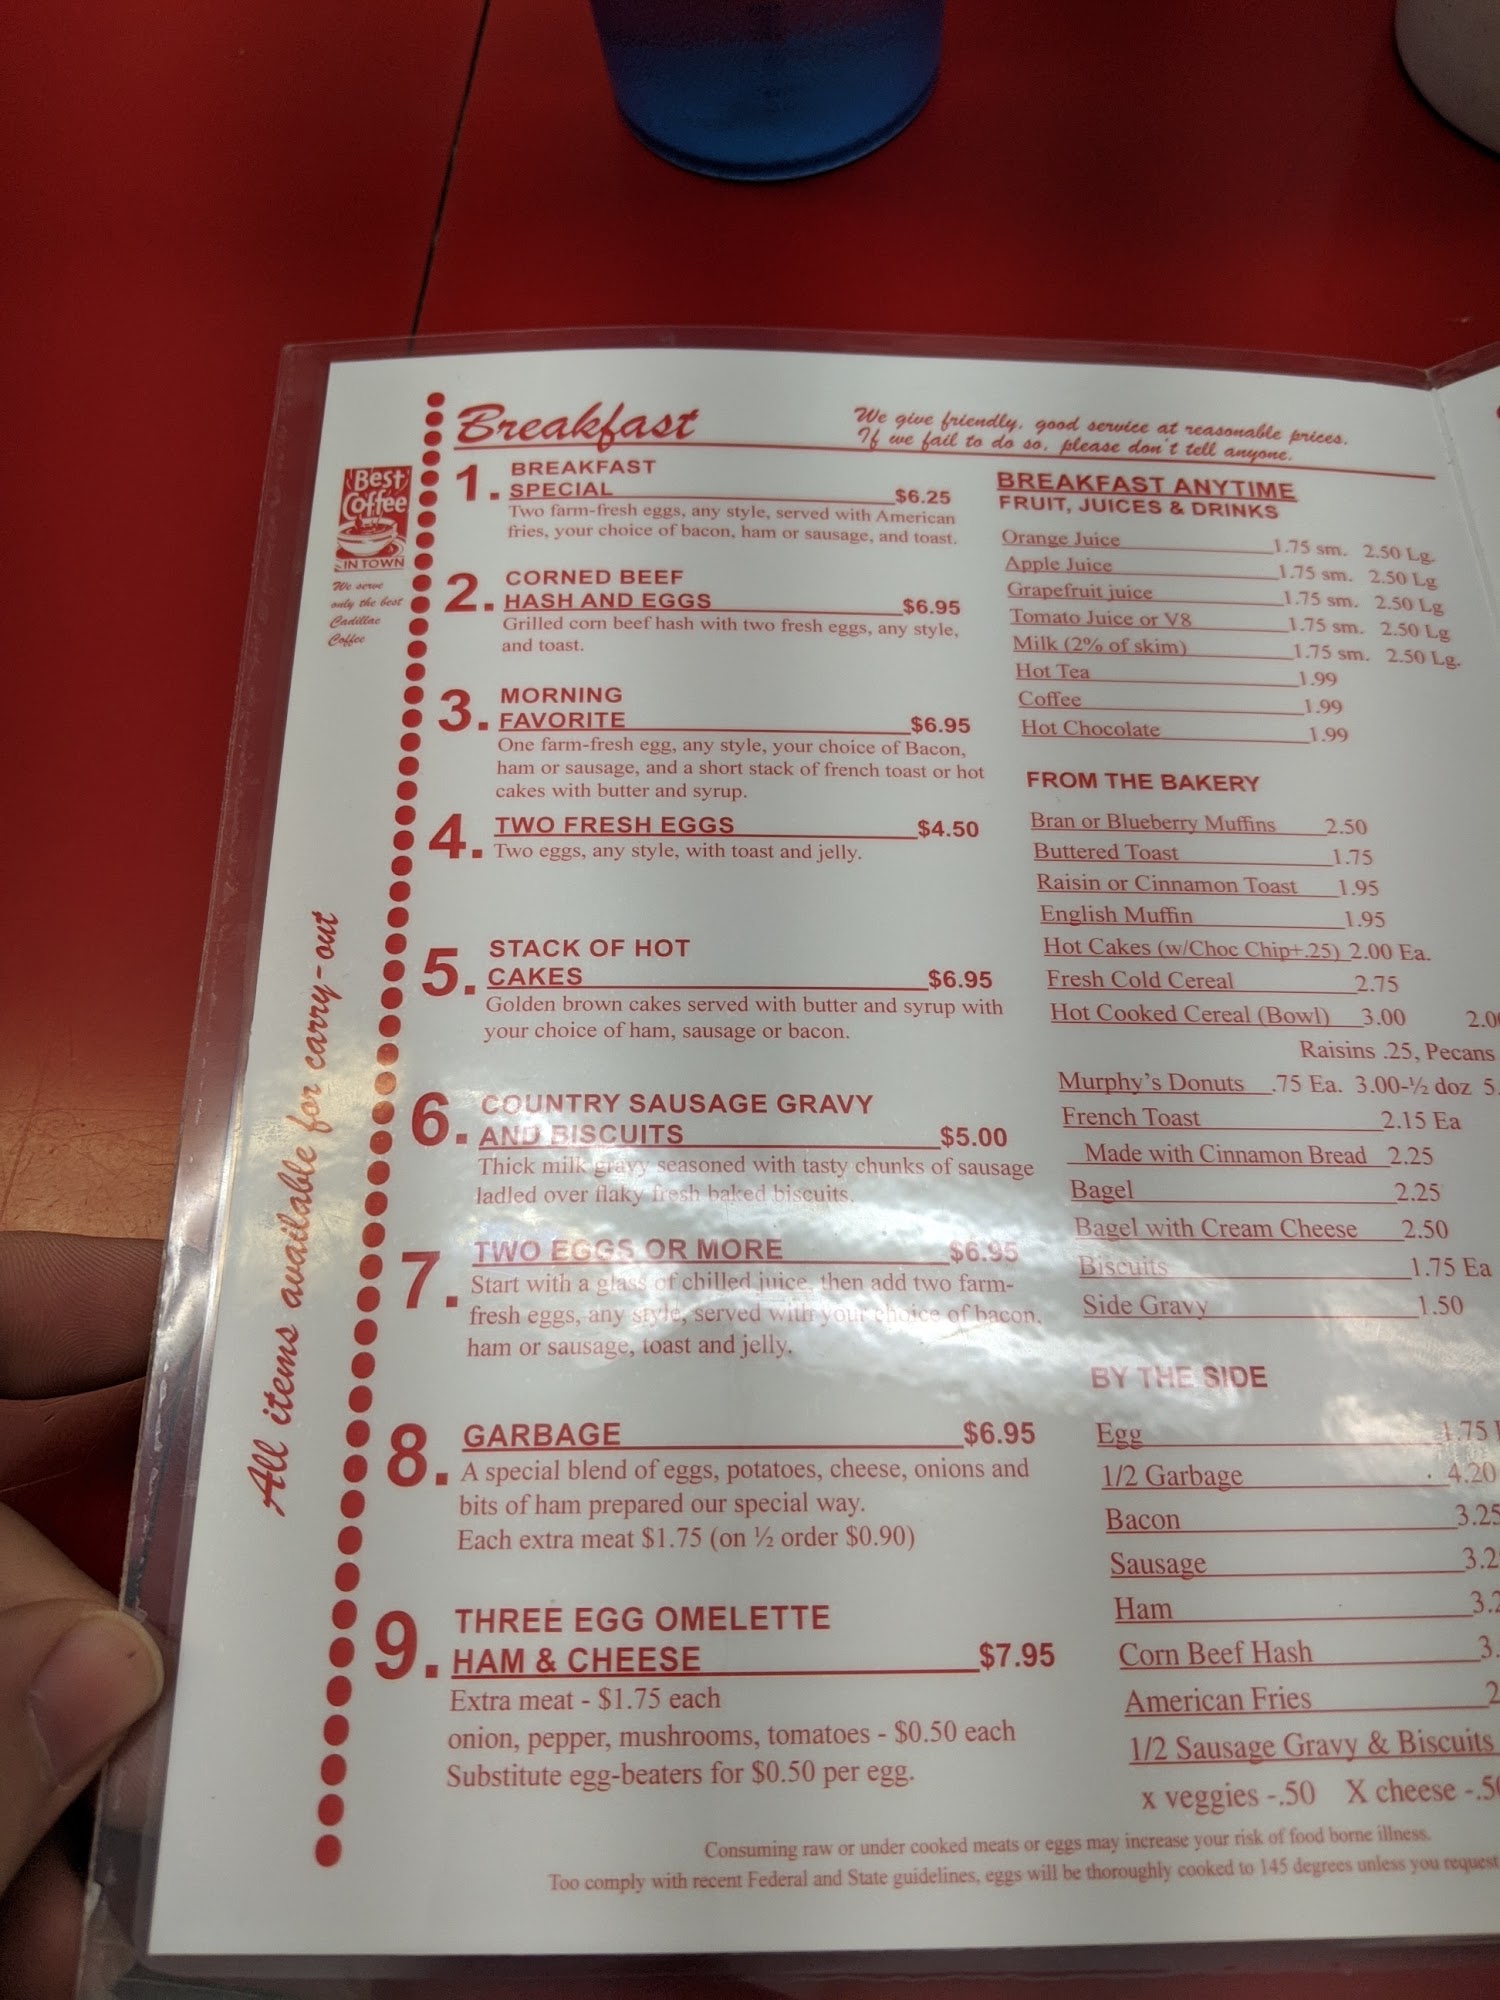 Breakfast
We give friendly, good service at reasonable prices.
If we fail to do so, please don't tell anyone.
Best
Coffee
IN TOWN
We serve
only the best
Cadillac
Coffee
All items available for carry-out
1. BREAKFAST
SPECIAL $6.25
Two farm-fresh eggs, any style, served with American
fries, your choice of bacon, ham or sausage, and toast.
2. CORNED BEEF
HASH AND EGGS $6.95
Grilled corn beef hash with two fresh eggs, any style,
and toast.
3. MORNING
FAVORITE $6.95
One farm-fresh egg, any style, your choice of Bacon,
ham or sausage, and a short stack of french toast or hot
cakes with butter and syrup.
4. TWO FRESH EGGS $4.50
Two eggs, any style, with toast and jelly.
5. STACK OF HOT
CAKES $6.95
Golden brown cakes served with butter and syrup with
your choice of ham, sausage or bacon.
6. COUNTRY SAUSAGE GRAVY
AND BISCUITS $5.00
Thick milk gravy seasoned with tasty chunks of sausage
ladled over flaky fresh baked biscuits.
7. TWO EGGS OR MORE $6.95
Start with a glass of chilled juice, then add two farm-
fresh eggs, any style, served with your choice of bacon,
ham or sausage, toast and jelly.
8. GARBAGE $6.95
A special blend of eggs, potatoes, cheese, onions and
bits of ham prepared our special way.
Each extra meat $1.75 (on ½ order $0.90)
9. THREE EGG OMELETTE
HAM & CHEESE $7.95
Extra meat - $1.75 each
onion, pepper, mushrooms, tomatoes - $0.50 each
Substitute egg-beaters for $0.50 per egg.
BREAKFAST ANYTIME
FRUIT, JUICES & DRINKS
Orange Juice 1.75 sm. 2.50 Lg.
Apple Juice 1.75 sm. 2.50 Lg
Grapefruit juice 1.75 sm. 2.50 Lg
Tomato Juice or V8 1.75 sm. 2.50 Lg
Milk (2% of skim) 1.75 sm. 2.50 Lg.
Hot Tea 1.99
Coffee 1.99
Hot Chocolate 1.99
FROM THE BAKERY
Bran or Blueberry Muffins 2.50
Buttered Toast 1.75
Raisin or Cinnamon Toast 1.95
English Muffin 1.95
Hot Cakes (w/Choc Chip+.25) 2.00 Ea.
Fresh Cold Cereal 2.75
Hot Cooked Cereal (Bowl) 3.00
Raisins .25, Pecans
Murphy's Donuts .75 Ea. 3.00-½ doz
French Toast 2.15 Ea
Made with Cinnamon Bread 2.25
Bagel 2.25
Bagel with Cream Cheese 2.50
Biscuits 1.75 Ea
Side Gravy 1.50
BY THE SIDE
Egg 1.75
1/2 Garbage 4.20
Bacon 3.25
Sausage
Ham
Corn Beef Hash
American Fries
1/2 Sausage Gravy & Biscuits
x veggies -.50 X cheese
Consuming raw or under cooked meats or eggs may increase your risk of food borne illness.
Too comply with recent Federal and State guidelines, eggs will be thoroughly cooked to 145 degrees unless you request